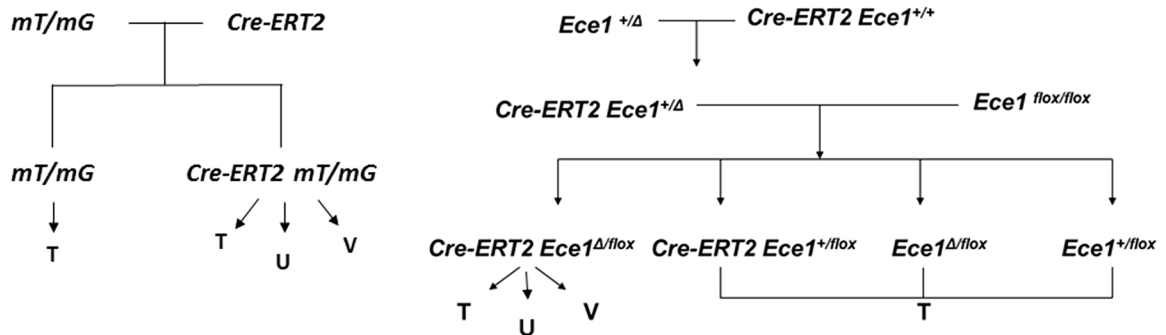 mT/mG Cre-ERT2
mT/mG Cre-ERT2 mT/mG
T T U V
Ece1 +/Δ Cre-ERT2 Ece1+/+
Cre-ERT2 Ece1+/Δ Ece1 flox/flox
Cre-ERT2 Ece1Δ/flox Cre-ERT2 Ece1+/flox Ece1Δ/flox Ece1+/flox
T U V T